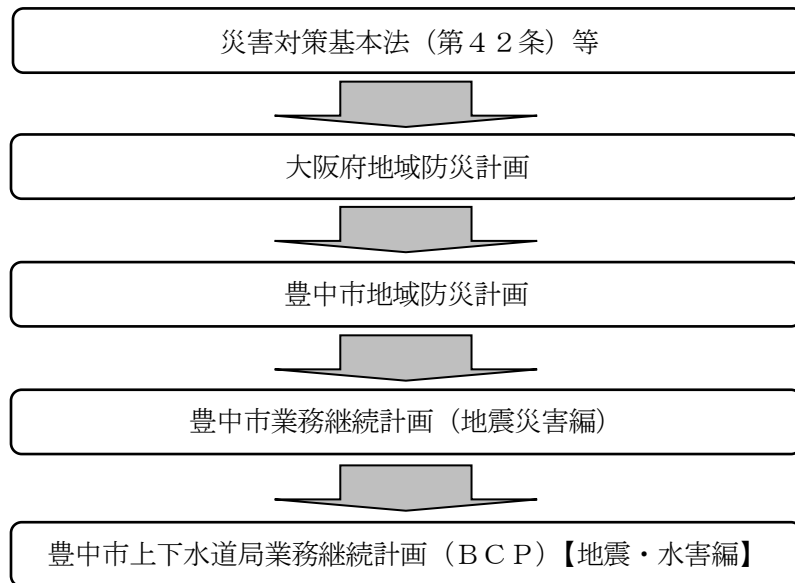 災害対策基本法（第４２条）等
大阪府地域防災計画
豊中市地域防災計画
豊中市業務継続計画（地震災害編）
豊中市上下水道局業務継続計画（ＢＣＰ）【地震・水害編】